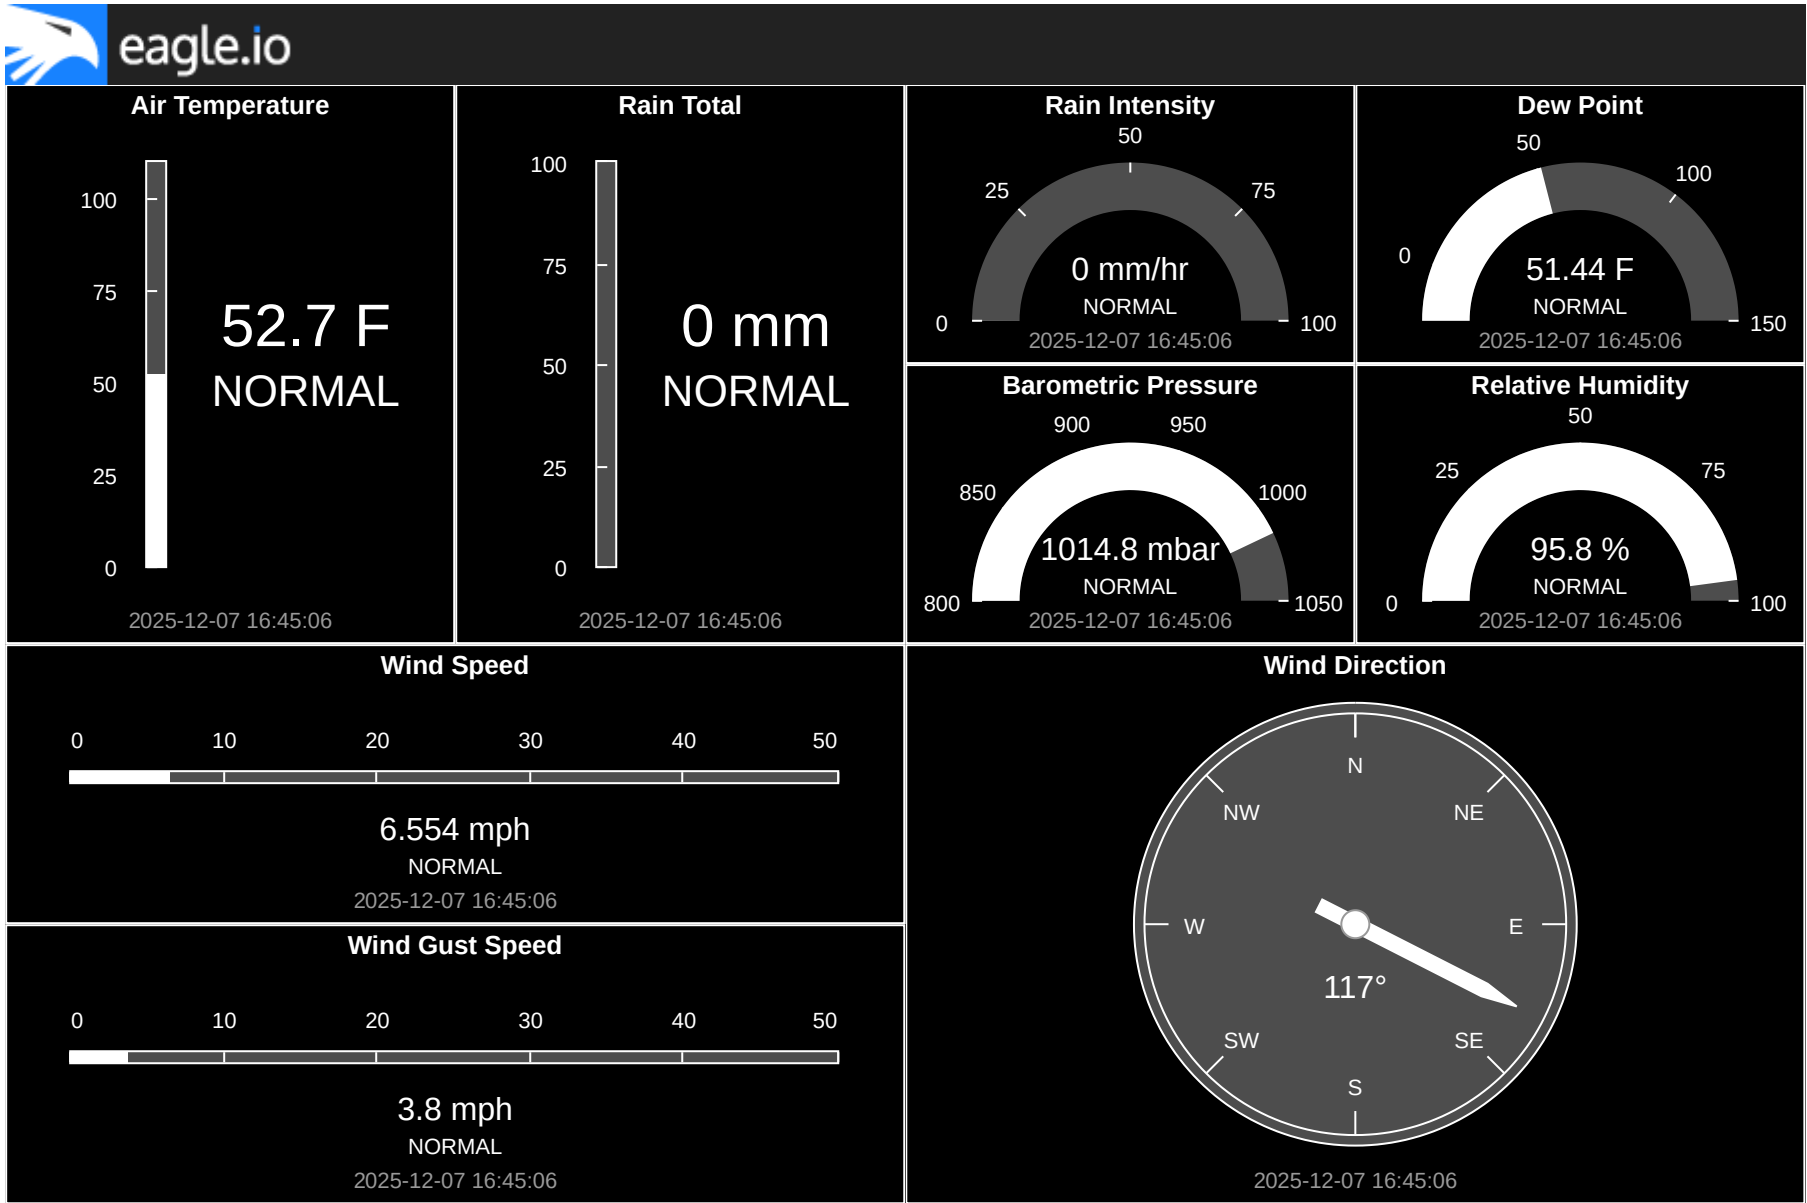 eagle.io
Air Temperature
100
75
50
25
0
52.7 F
NORMAL
2025-12-07 16:45:06
Rain Total
100
75
50
25
0
0 mm
NORMAL
2025-12-07 16:45:06
Rain Intensity
50
25
75
0
100
0 mm/hr
NORMAL
2025-12-07 16:45:06
Dew Point
50
100
0
150
51.44 F
NORMAL
2025-12-07 16:45:06
Barometric Pressure
900
950
850
1000
800
1050
1014.8 mbar
NORMAL
2025-12-07 16:45:06
Relative Humidity
50
25
75
0
100
95.8 %
NORMAL
2025-12-07 16:45:06
Wind Speed
0 10 20 30 40 50
6.554 mph
NORMAL
2025-12-07 16:45:06
Wind Gust Speed
0 10 20 30 40 50
3.8 mph
NORMAL
2025-12-07 16:45:06
Wind Direction
N
NW NE
W E
117°
SW SE
S
2025-12-07 16:45:06